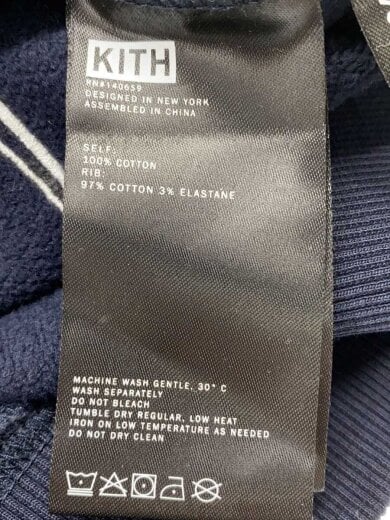 KITH
RN#140659
DESIGNED IN NEW YORK
ASSEMBLED IN CHINA
SELF:
100% COTTON
RIB:
97% COTTON 3% ELASTANE
MACHINE WASH GENTLE, 30° C
WASH SEPARATELY
DO NOT BLEACH
TUMBLE DRY REGULAR, LOW HEAT
IRON ON LOW TEMPERATURE AS NEEDED
DO NOT DRY CLEAN